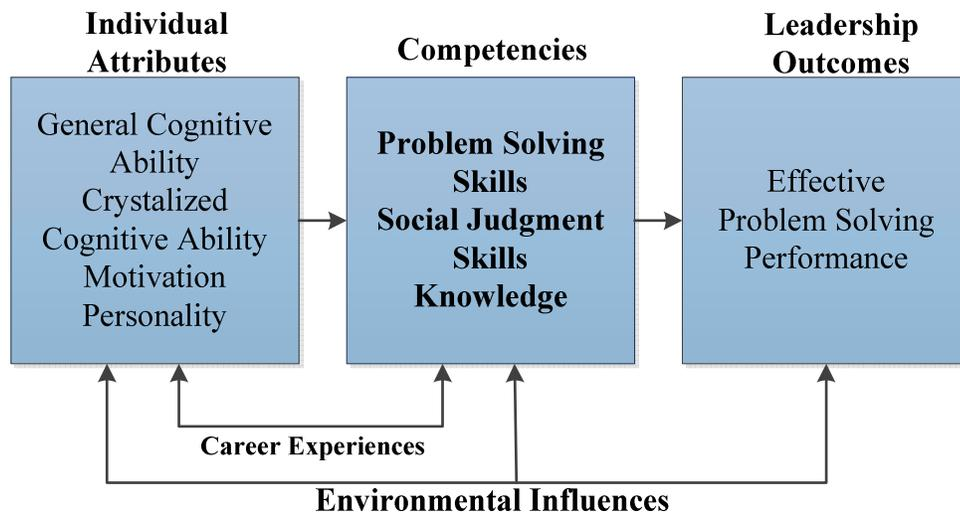 Individual
Attributes
General Cognitive
Ability
Crystalized
Cognitive Ability
Motivation
Personality
Competencies
Problem Solving
Skills
Social Judgment
Skills
Knowledge
Leadership
Outcomes
Effective
Problem Solving
Performance
Career Experiences
Environmental Influences